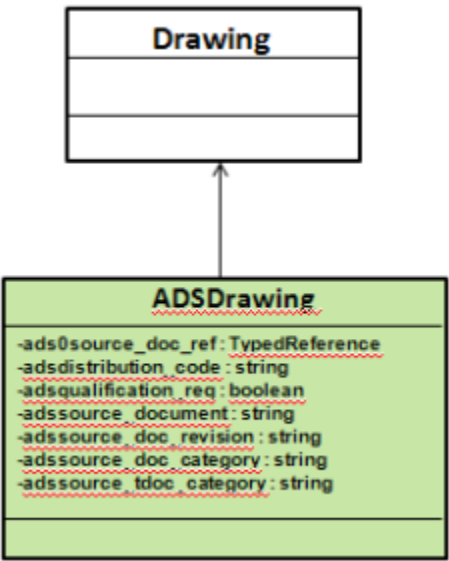 Drawing
ADSDrawing
-ads0source_doc_ref: TypedReference
-adsdistribution_code : string
-adsqualification_req : boolean
-adssource_document: string
-adssource_doc_revision : string
-adssource_doc_category: string
-adssource_tdoc_category: string